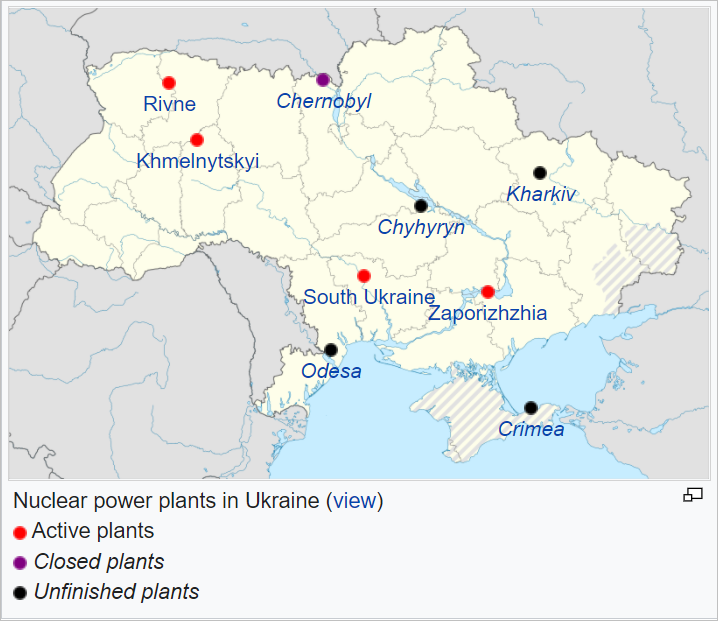 Rivne
Chernobyl
Khmelnytskyi
Kharkiv
Chyhyryn
South Ukraine
Zaporizhzhia
Odesa
Crimea
Nuclear power plants in Ukraine (view)
Active plants
Closed plants
Unfinished plants